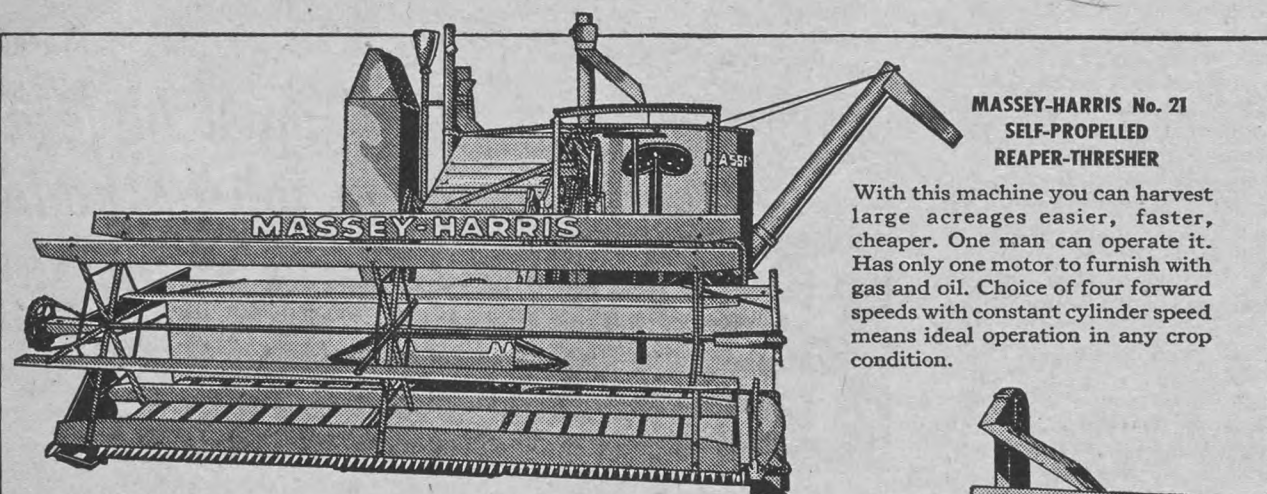 MASSEY-HARRIS
MASSE
MASSEY-HARRIS No. 21
SELF-PROPELLED
REAPER-THRESHER
With this machine you can harvest
large acreages easier, faster,
cheaper. One man can operate it.
Has only one motor to furnish with
gas and oil. Choice of four forward
speeds with constant cylinder speed
means ideal operation in any crop
condition.